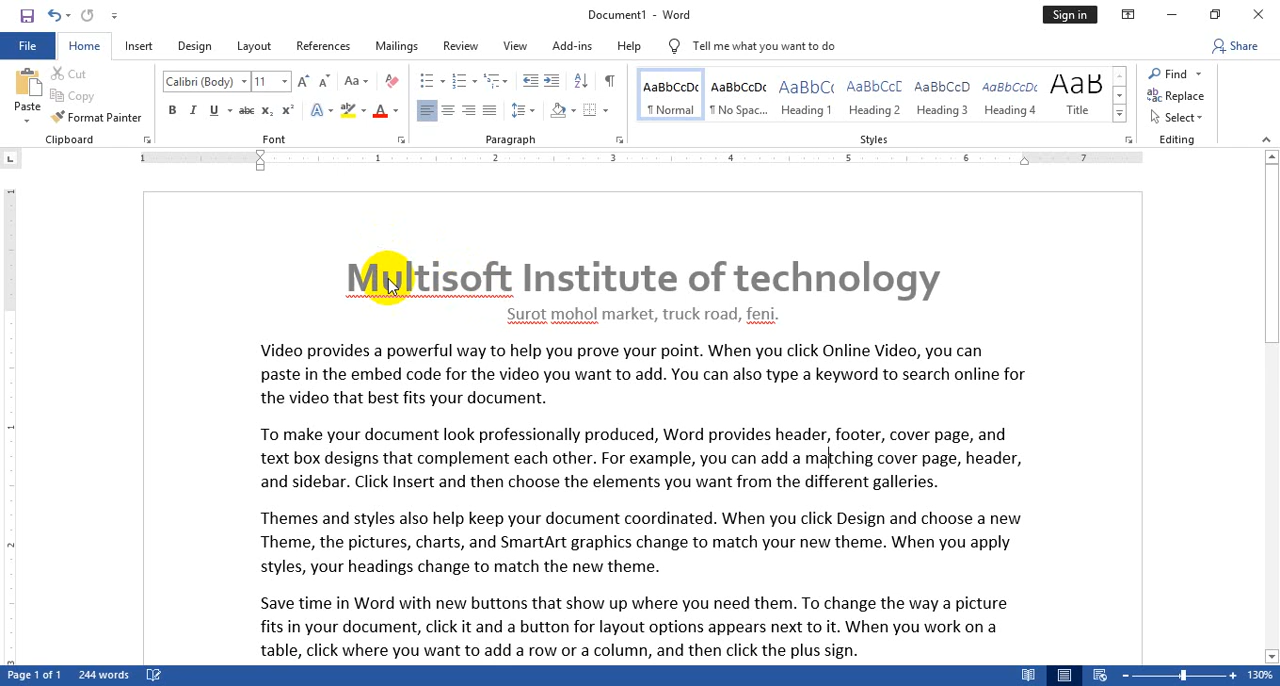 Document1 - Word
Sign in
File Home Insert Design Layout References Mailings Review View Add-ins Help Tell me what you want to do Share
Paste
Cut
Copy
Format Painter
Clipboard
Calibri (Body) 11
Font
Paragraph
AaBbCcDc AaBbCcDc AaBbCc AaBbCcD AaBbCcD AaBbCcDc AaB
¶ Normal ¶ No Spac... Heading 1 Heading 2 Heading 3 Heading 4 Title
Styles
Find
Replace
Select
Editing
1 1 2 3 4 5 6 7
Multisoft Institute of technology
Surot mohol market, truck road, feni.
Video provides a powerful way to help you prove your point. When you click Online Video, you can
paste in the embed code for the video you want to add. You can also type a keyword to search online for
the video that best fits your document.
To make your document look professionally produced, Word provides header, footer, cover page, and
text box designs that complement each other. For example, you can add a matching cover page, header,
and sidebar. Click Insert and then choose the elements you want from the different galleries.
Themes and styles also help keep your document coordinated. When you click Design and choose a new
Theme, the pictures, charts, and SmartArt graphics change to match your new theme. When you apply
styles, your headings change to match the new theme.
Save time in Word with new buttons that show up where you need them. To change the way a picture
fits in your document, click it and a button for layout options appears next to it. When you work on a
table, click where you want to add a row or a column, and then click the plus sign.
Page 1 of 1 244 words 130%